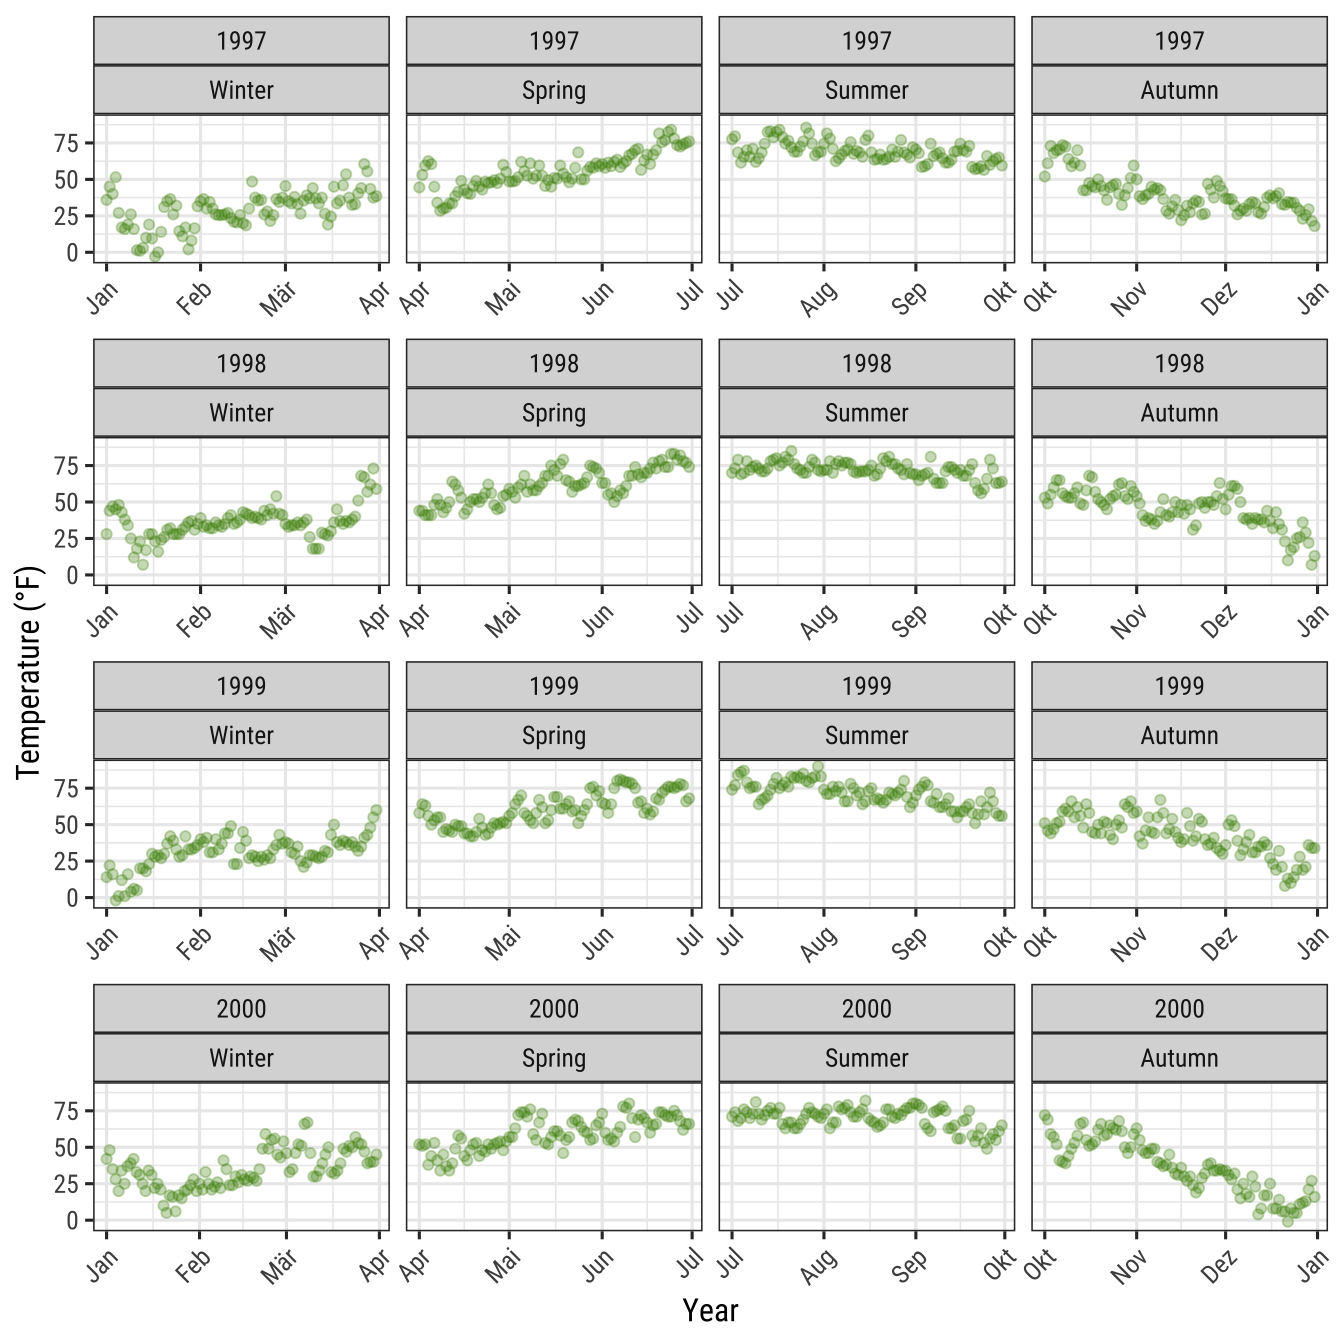 1997 1997 1997 1997
Winter Spring Summer Autumn
75
50
25
0
Jan Feb Mär Apr Apr Mai Jun Jul Jul Aug Sep Okt Okt Nov Dez Jan
1998 1998 1998 1998
Winter Spring Summer Autumn
75
50
25
0
Jan Feb Mär Apr Apr Mai Jun Jul Jul Aug Sep Okt Okt Nov Dez Jan
Temperature (°F)
1999 1999 1999 1999
Winter Spring Summer Autumn
75
50
25
0
Jan Feb Mär Apr Apr Mai Jun Jul Jul Aug Sep Okt Okt Nov Dez Jan
2000 2000 2000 2000
Winter Spring Summer Autumn
75
50
25
0
Jan Feb Mär Apr Apr Mai Jun Jul Jul Aug Sep Okt Okt Nov Dez Jan
Year